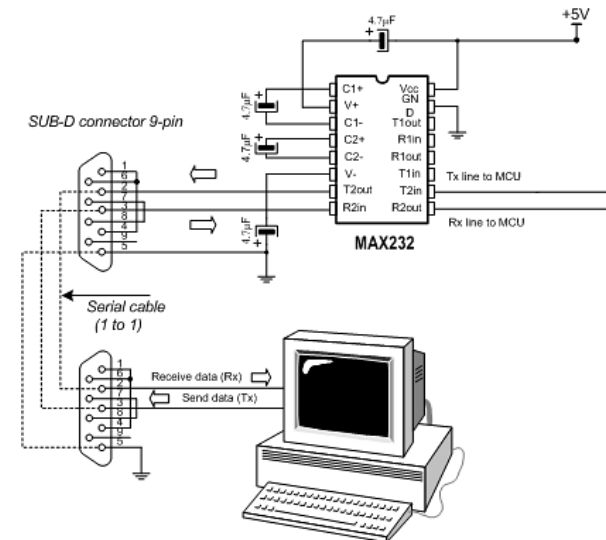 +5V
4.7µF
+
C1+
V+
C1-
C2+
C2-
V-
T2out
R2in
Vcc
GN
D
T1out
R1in
R1out
T1in
T2in
R2out
MAX232
+
4.7µF
+
4.7µF
4.7µF
+
Tx line to MCU
Rx line to MCU
SUB-D connector 9-pin
1
6
2
7
3
8
4
9
5
Serial cable
(1 to 1)
1
6
2
7
3
8
4
9
5
Receive data (Rx)
Send data (Tx)